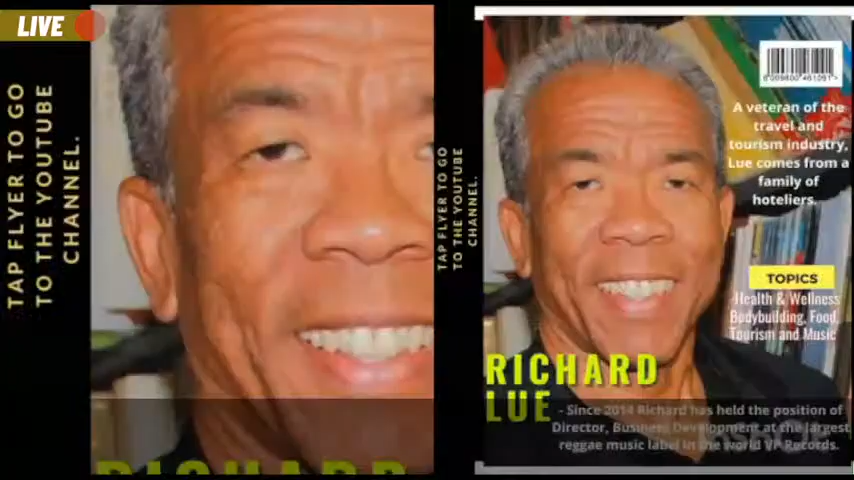 LIVE
TAP FLYER TO GO
TO THE YOUTUBE
CHANNEL.
RICHARD
TAP FLYER TO GO
TO THE YOUTUBE
CHANNEL.
A veteran of the
travel and
tourism industry,
Lue comes from a
family of
hoteliers.
TOPICS
-Health & Wellness
Bodybuilding, Food,
Tourism and Music
RICHARD
LUE
- Since 2014 Richard has held the position of
Director, Business Development at the largest
reggae music label in the world VP Records.